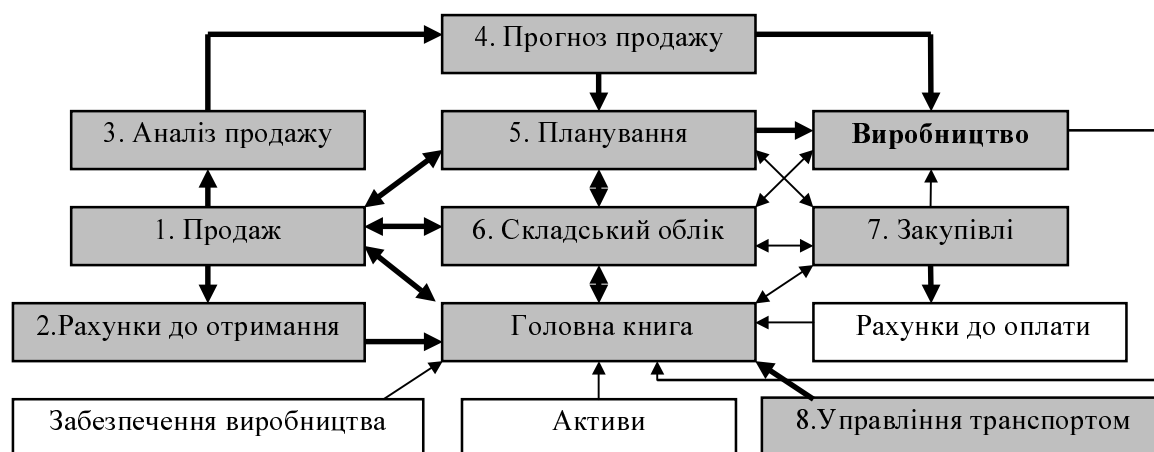 4. Прогноз продажу
3. Аналіз продажу
5. Планування
Виробництво
1. Продаж
6. Складський облік
7. Закупівлі
2.Рахунки до отримання
Головна книга
Рахунки до оплати
Забезпечення виробництва
Активи
8.Управління транспортом